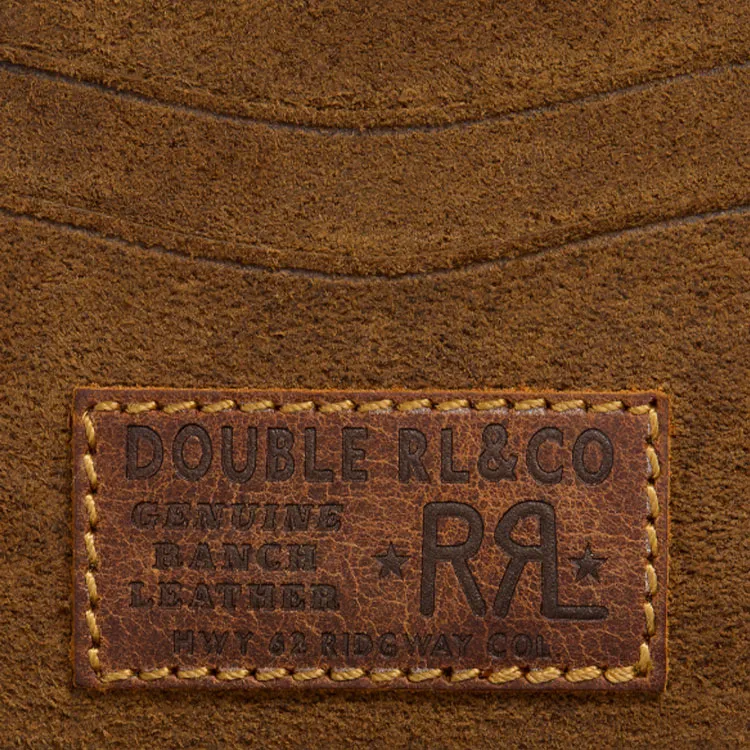 DOUBLE RL&CO
GENUINE
RANCH
LEATHER
★RRL★
HWY 62 RIDGWAY COL